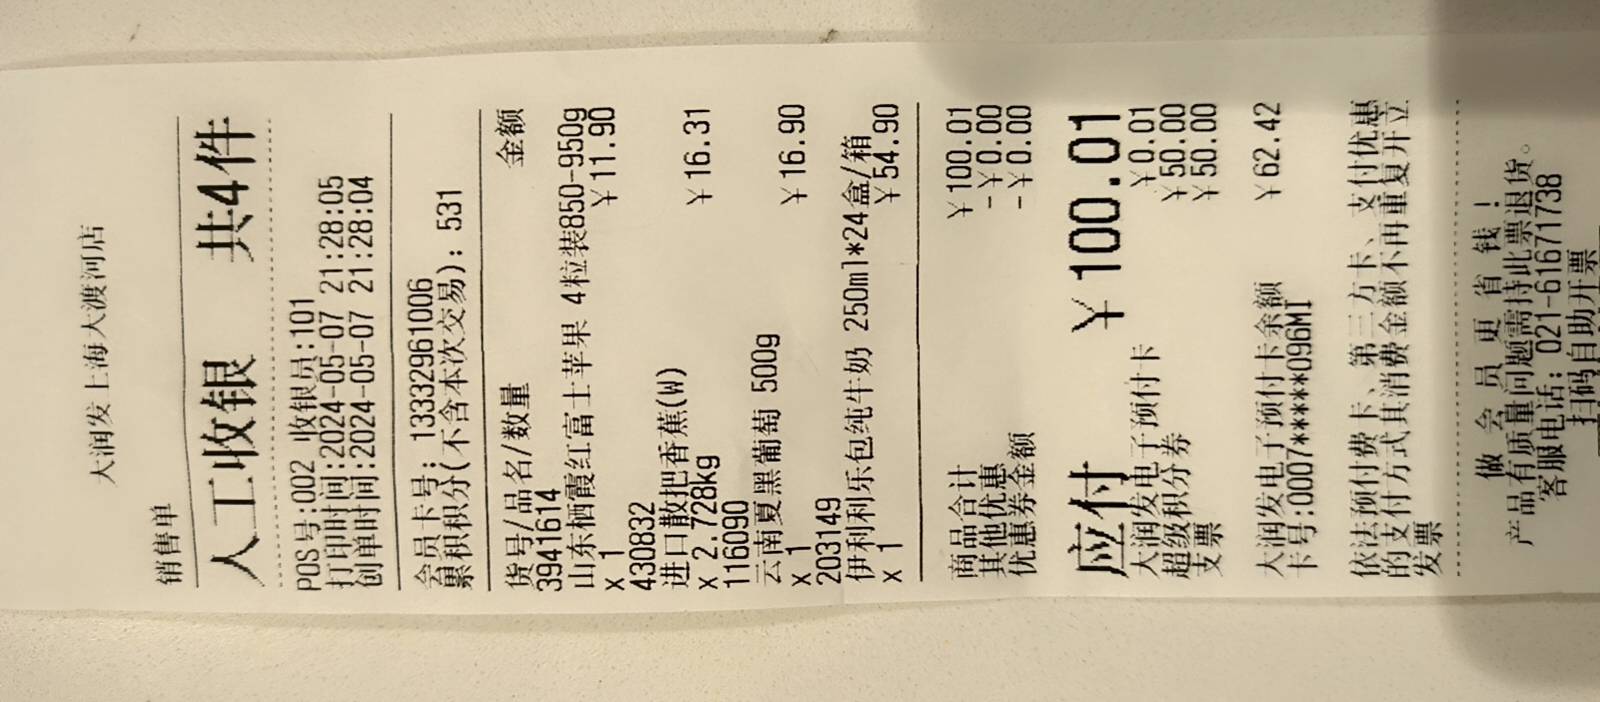 大润发上海大渡河店
销售单
人工收银 共4件
POS号:002 收银员:101
打印时间:2024-05-07 21:28:05
创单时间:2024-05-07 21:28:04
会员卡号: 13332961006
累积积分(不含本次交易): 531
货号/品名/数量 金额
3941614
山东栖霞红富士苹果 4粒装850-950g
x 1 ￥11.90
430832
进口散把香蕉(W)
x 2.728kg ￥16.31
116090
云南夏黑葡萄 500g
x 1 ￥16.90
203149
伊利利乐包纯牛奶 250ml*24盒/箱
x 1 ￥54.90
商品合计 ￥100.01
其他优惠 -￥0.00
优惠券金额 -￥0.00
应付 ￥100.01
大润发电子预付卡 ￥0.01
超级积分券 ￥50.00
支票 ￥50.00
大润发电子预付卡余额 ￥62.42
卡号:0007*****096MI
依法预付费卡、第三方卡、支付优惠
的支付方式其消费金额不再重复开立
发票
做 会 员 更 省 钱 !
产品有质量问题需持此票退货。
客服电话: 021-61671738
扫码自助开票